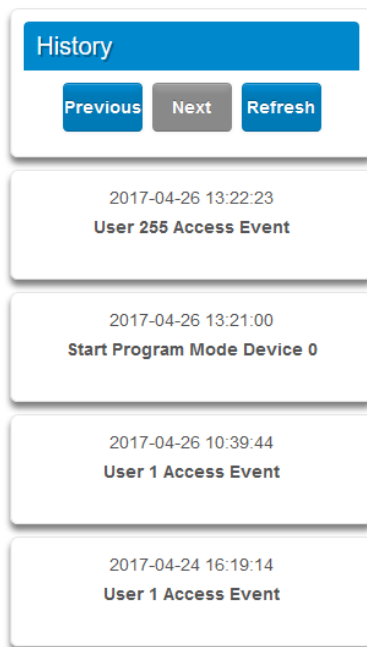 History
Previous Next Refresh
2017-04-26 13:22:23
User 255 Access Event
2017-04-26 13:21:00
Start Program Mode Device 0
2017-04-26 10:39:44
User 1 Access Event
2017-04-24 16:19:14
User 1 Access Event